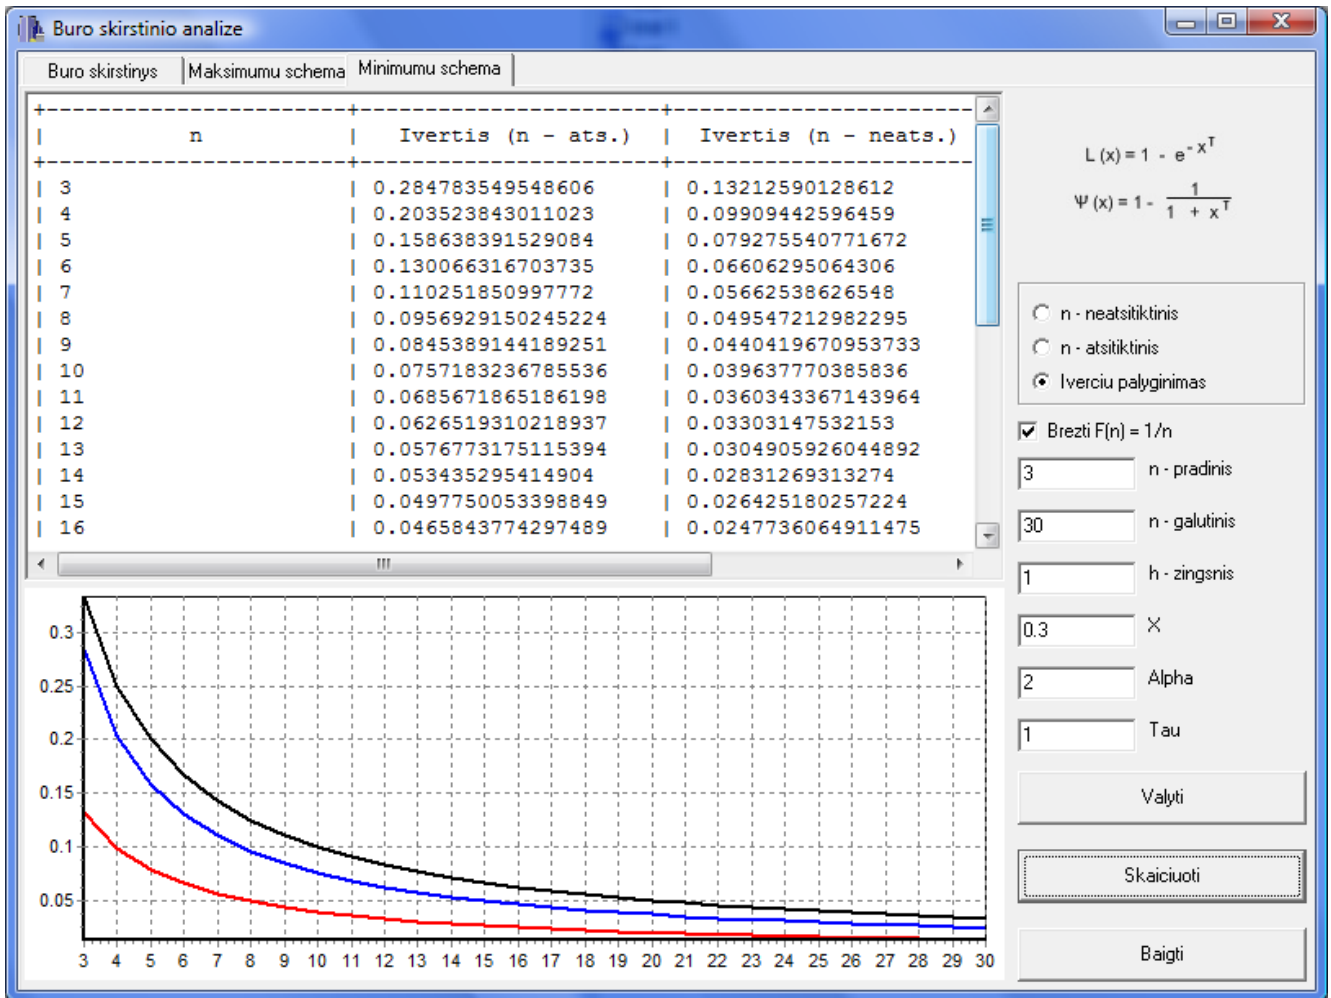 Buro skirstinio analize
Buro skirstinys Maksimumu schema Minimumu schema
+-----------------------+-----------------------+-----------------------
| n | Ivertis (n - ats.) | Ivertis (n - neats.)
+-----------------------+-----------------------+-----------------------
| 3 | 0.284783549548606 | 0.13212590128612
| 4 | 0.203523843011023 | 0.09909442596459
| 5 | 0.158638391529084 | 0.079275540771672
| 6 | 0.130066316703735 | 0.06606295064306
| 7 | 0.110251850997772 | 0.05662538626548
| 8 | 0.0956929150245224 | 0.049547212982295
| 9 | 0.0845389144189251 | 0.0440419670953733
| 10 | 0.0757183236785536 | 0.039637770385836
| 11 | 0.0685671865186198 | 0.0360343367143964
| 12 | 0.0626519310218937 | 0.03303147532153
| 13 | 0.0576773175115394 | 0.0304905926044892
| 14 | 0.053435295414904 | 0.02831269313274
| 15 | 0.0497750053398849 | 0.026425180257224
| 16 | 0.0465843774297489 | 0.0247736064911475
L (x) = 1 - e^{-x^T}
Ψ (x) = 1 - 1 / (1 + x^T)
n - neatsitiktinis
n - atsitiktinis
Iverciu palyginimas
Brezti F(n) = 1/n
3 n - pradinis
30 n - galutinis
1 h - zingsnis
0.3 X
2 Alpha
1 Tau
Valyti
Skaiciuoti
Baigti
0.3
0.25
0.2
0.15
0.1
0.05
3 4 5 6 7 8 9 10 11 12 13 14 15 16 17 18 19 20 21 22 23 24 25 26 27 28 29 30